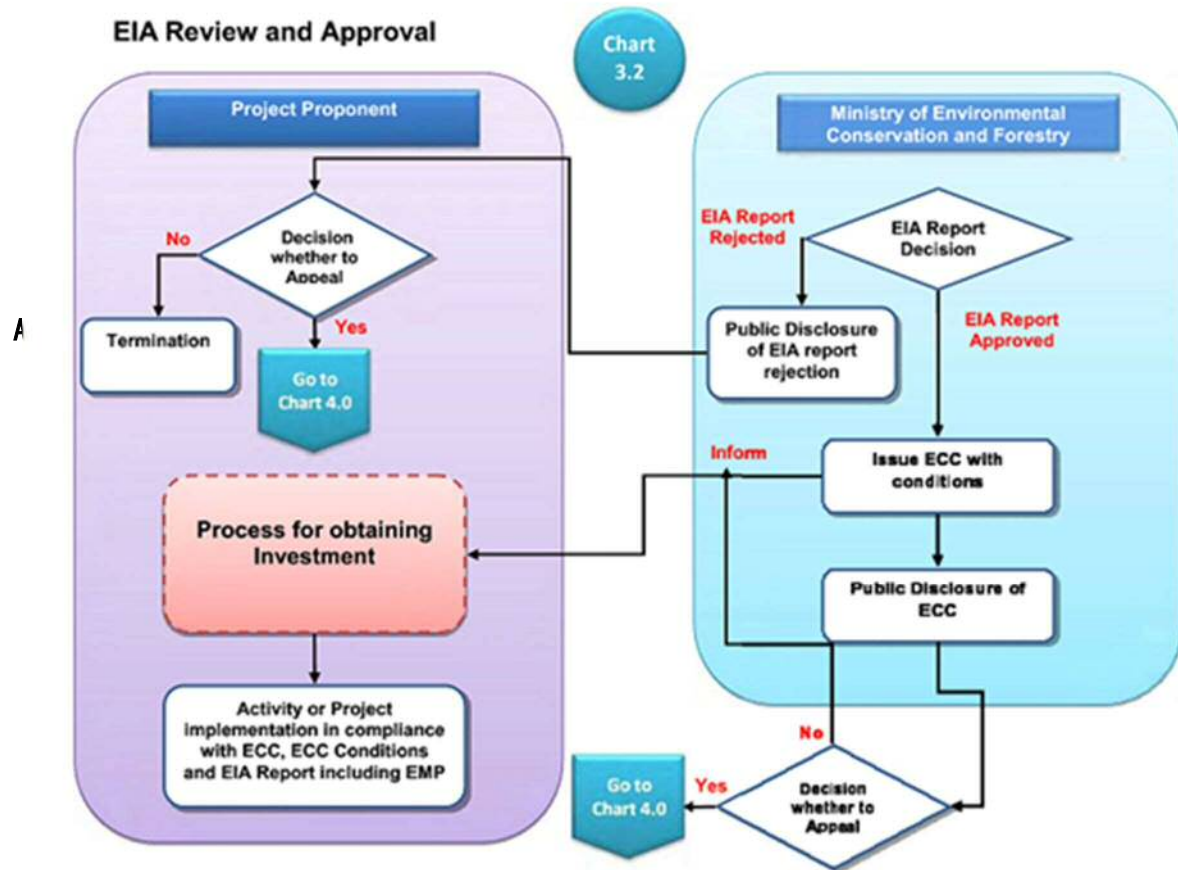 EIA Review and Approval
Chart
3.2
Project Proponent
Decision
whether to
Appeal
No
Yes
Termination
Go to
Chart 4.0
Process for obtaining
Investment
Activity or Project
implementation in compliance
with ECC, ECC Conditions
and EIA Report including EMP
Ministry of Environmental
Conservation and Forestry
EIA Report
Decision
EIA Report
Rejected
Public Disclosure
of EIA report
rejection
EIA Report
Approved
Inform
Issue ECC with
conditions
Public Disclosure of
ECC
No
Decision
whether to
Appeal
Yes
Go to
Chart 4.0